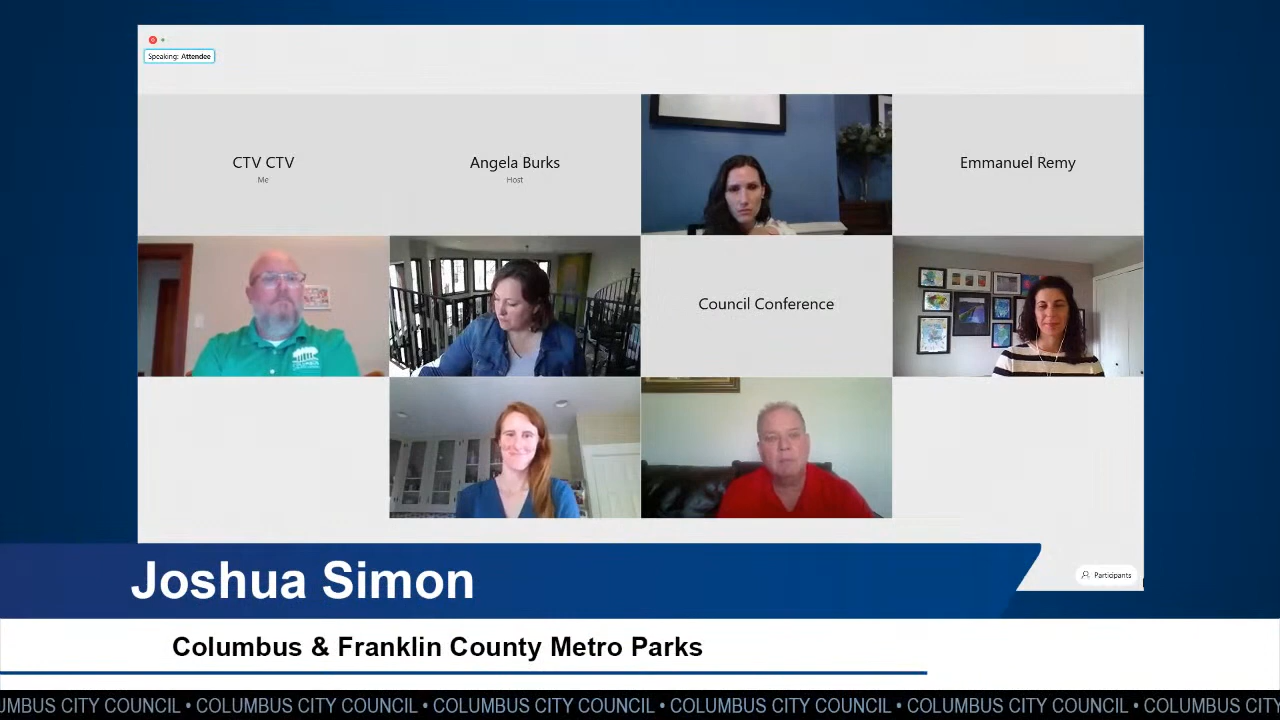 Speaking: Attendee
CTV CTV
Me
Angela Burks
Host
Emmanuel Remy
Council Conference
COLUMBUS
Participants
Joshua Simon
Columbus & Franklin County Metro Parks
UMBUS CITY COUNCIL • COLUMBUS CITY COUNCIL • COLUMBUS CITY COUNCIL • COLUMBUS CITY COUNCIL • COLUMBUS CITY COUNCIL • COLUMBUS CITY